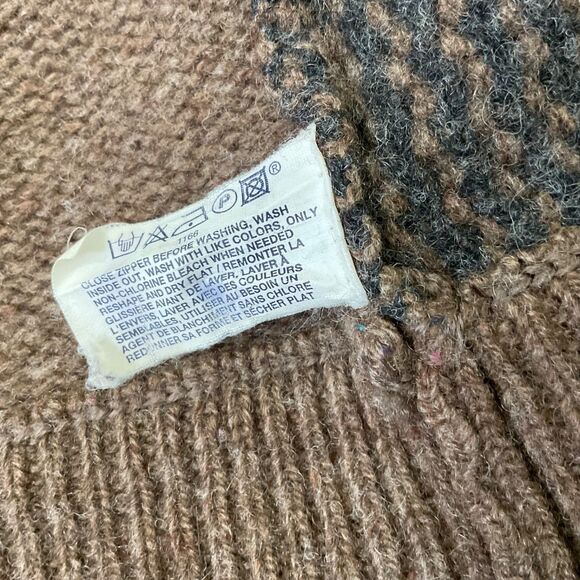 P ®
1166
CLOSE ZIPPER BEFORE WASHING, WASH
INSIDE OUT, WASH WITH LIKE COLORS, ONLY
NON-CHLORINE BLEACH WHEN NEEDED
RESHAPE AND DRY FLAT / REMONTER LA
GLISSIERE AVANT LE LAVER, LAVER À
L'ENVERS LAVER AVEC DES COULEURS
SEMBLABLES, UTILISER AU BESOIN UN
AGENT DE BLANCHIMENT SANS CHLORE
REDONNER SA FORME ET SECHER PLAT